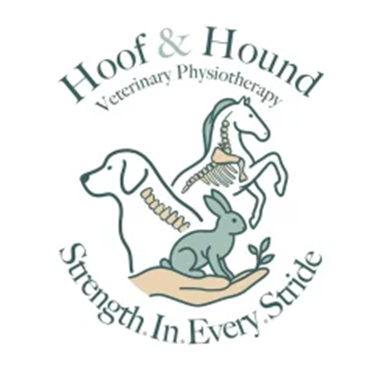 Hoof & Hound
Veterinary Physiotherapy
Strength.In.Every.Stride